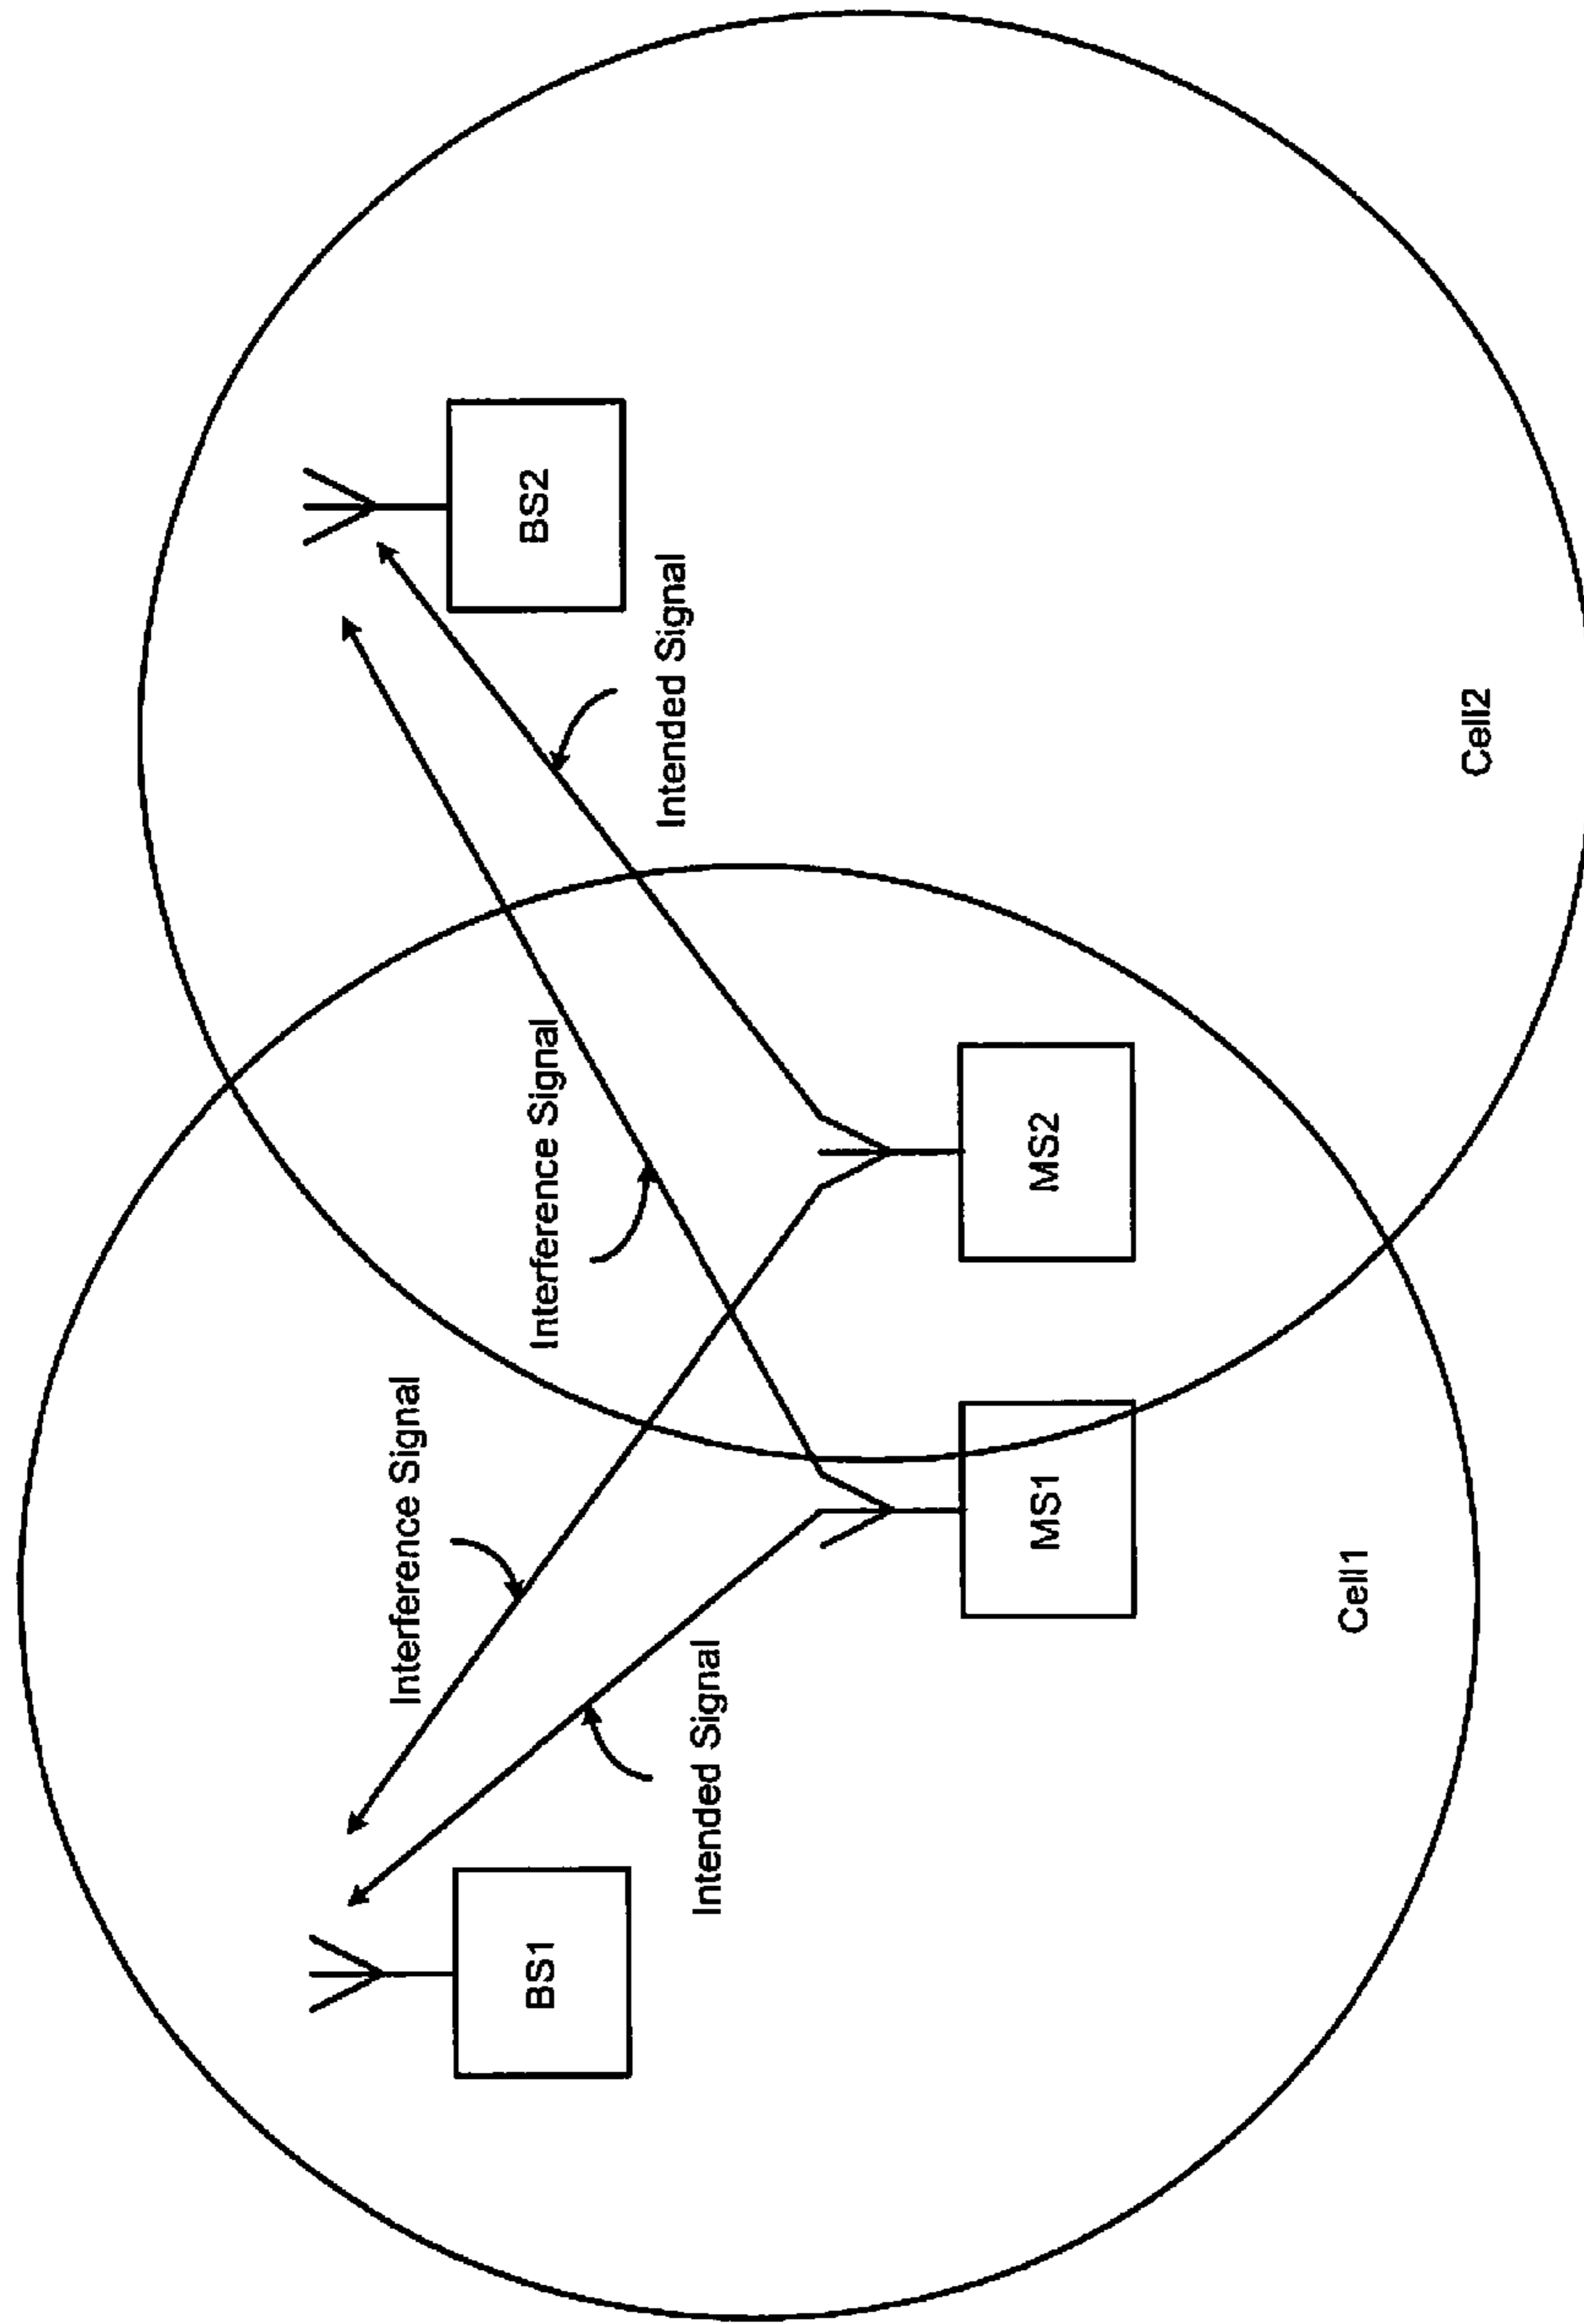 Interference Signal
Interference Signal
BS1
BS2
Intended Signal
Intended Signal
MS1
MS2
Cell1
Cell2